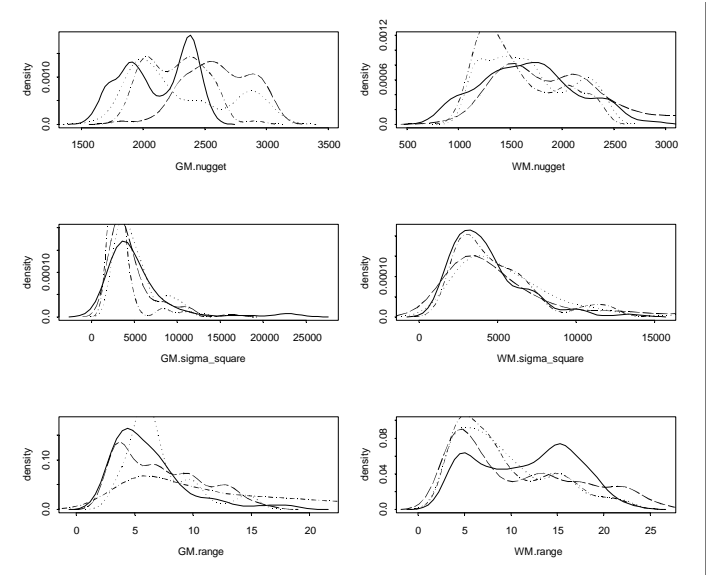 density
0.0
0.0010
1500 2000 2500 3000 3500
GM.nugget
density
0.0
0.0006
0.0012
500 1000 1500 2000 2500 3000
WM.nugget
density
0.0
0.00010
0 5000 10000 15000 20000 25000
GM.sigma_square
density
0.0
0.00010
0 5000 10000 15000
WM.sigma_square
density
0.0
0.10
0 5 10 15 20
GM.range
density
0.0
0.04
0.08
0 5 10 15 20 25
WM.range